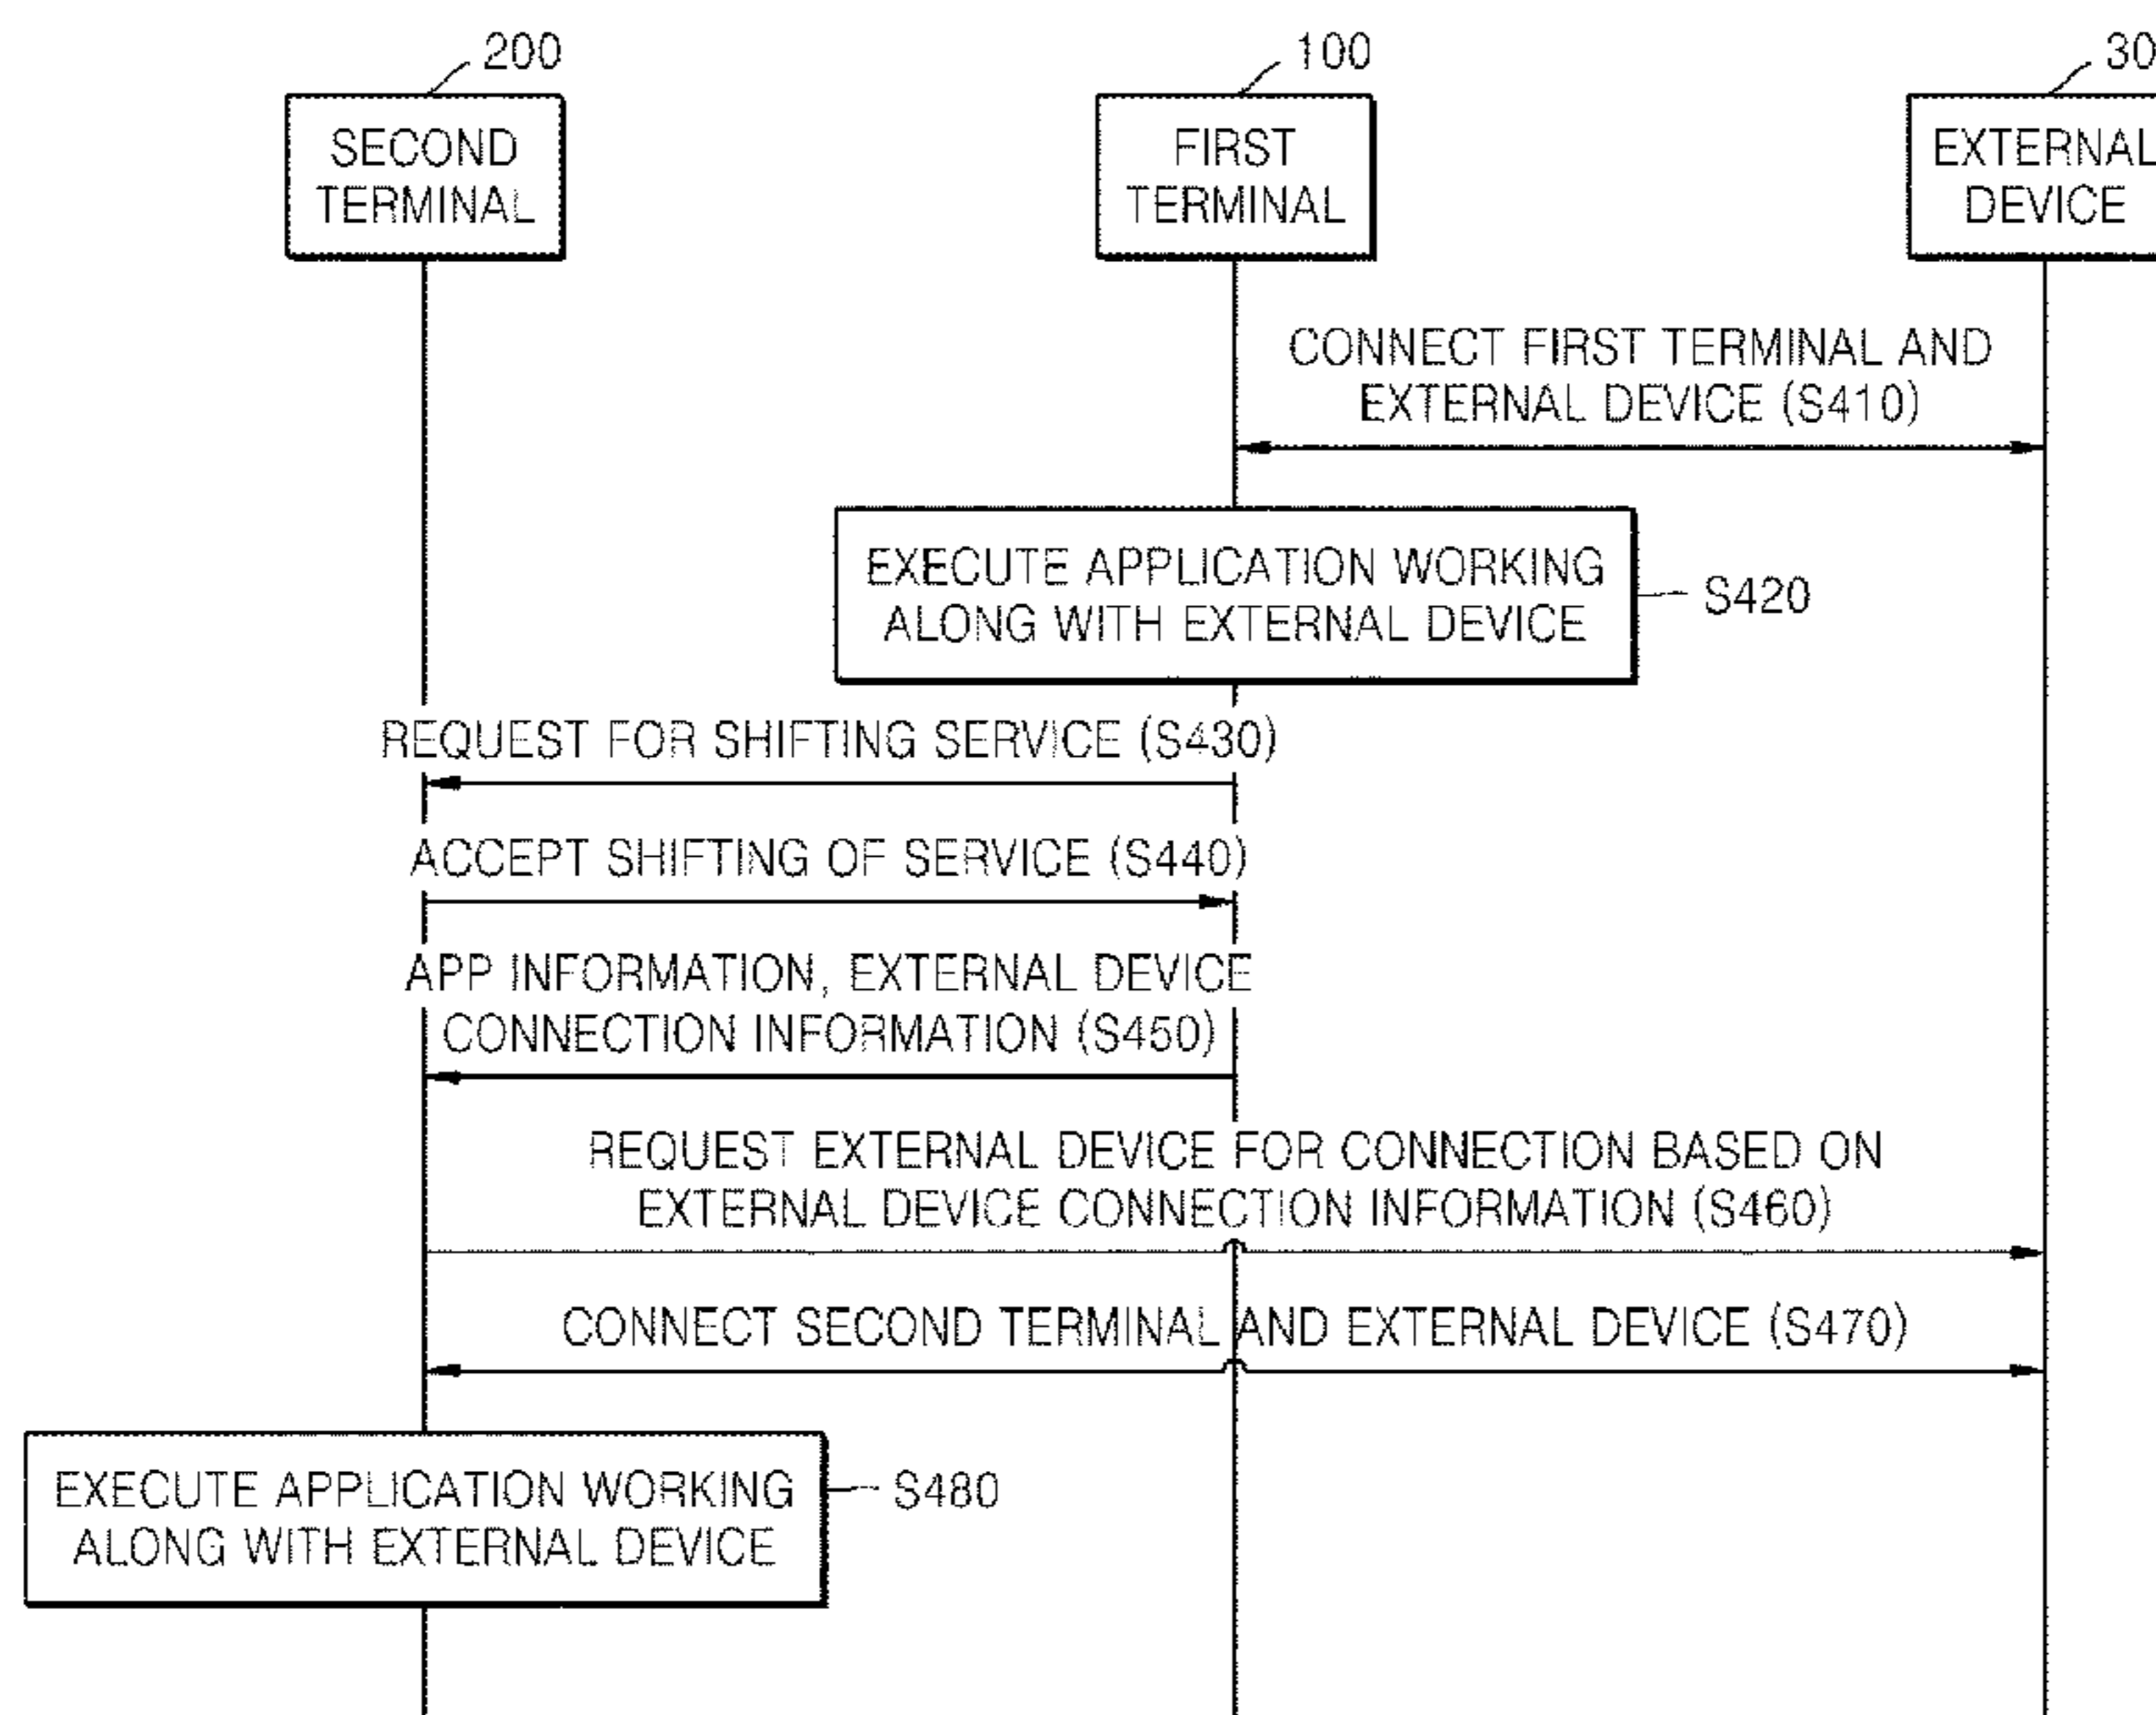 200
100
30
SECOND
TERMINAL
FIRST
TERMINAL
EXTERNAL
DEVICE
CONNECT FIRST TERMINAL AND
EXTERNAL DEVICE (S410)
EXECUTE APPLICATION WORKING
ALONG WITH EXTERNAL DEVICE
S420
REQUEST FOR SHIFTING SERVICE (S430)
ACCEPT SHIFTING OF SERVICE (S440)
APP INFORMATION, EXTERNAL DEVICE
CONNECTION INFORMATION (S450)
REQUEST EXTERNAL DEVICE FOR CONNECTION BASED ON
EXTERNAL DEVICE CONNECTION INFORMATION (S460)
CONNECT SECOND TERMINAL AND EXTERNAL DEVICE (S470)
EXECUTE APPLICATION WORKING
ALONG WITH EXTERNAL DEVICE
S480